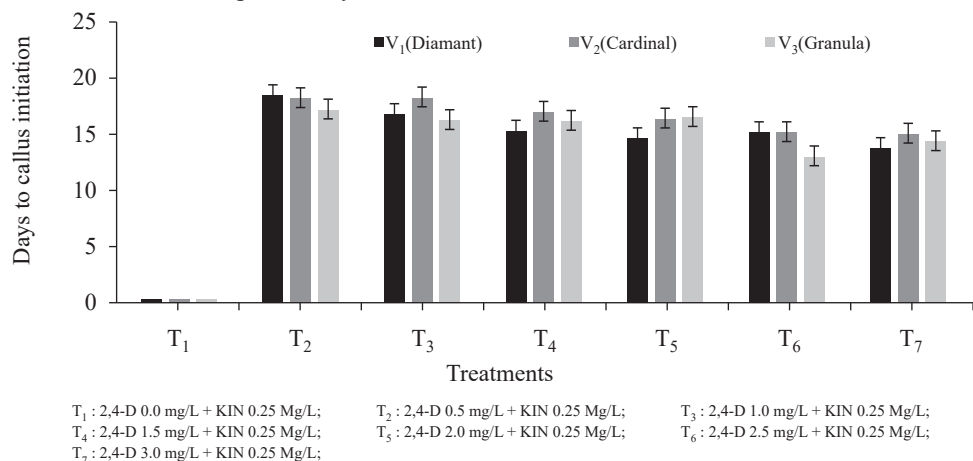 25
V₁(Diamant) V₂(Cardinal) V₃(Granula)
20
15
10
5
0
Days to callus initiation
T₁ T₂ T₃ T₄ T₅ T₆ T₇
Treatments
T₁ : 2,4-D 0.0 mg/L + KIN 0.25 Mg/L; T₂ : 2,4-D 0.5 mg/L + KIN 0.25 Mg/L; T₃ : 2,4-D 1.0 mg/L + KIN 0.25 Mg/L;
T₄ : 2,4-D 1.5 mg/L + KIN 0.25 Mg/L; T₅ : 2,4-D 2.0 mg/L + KIN 0.25 Mg/L; T₆ : 2,4-D 2.5 mg/L + KIN 0.25 Mg/L;
T₇ : 2,4-D 3.0 mg/L + KIN 0.25 Mg/L;